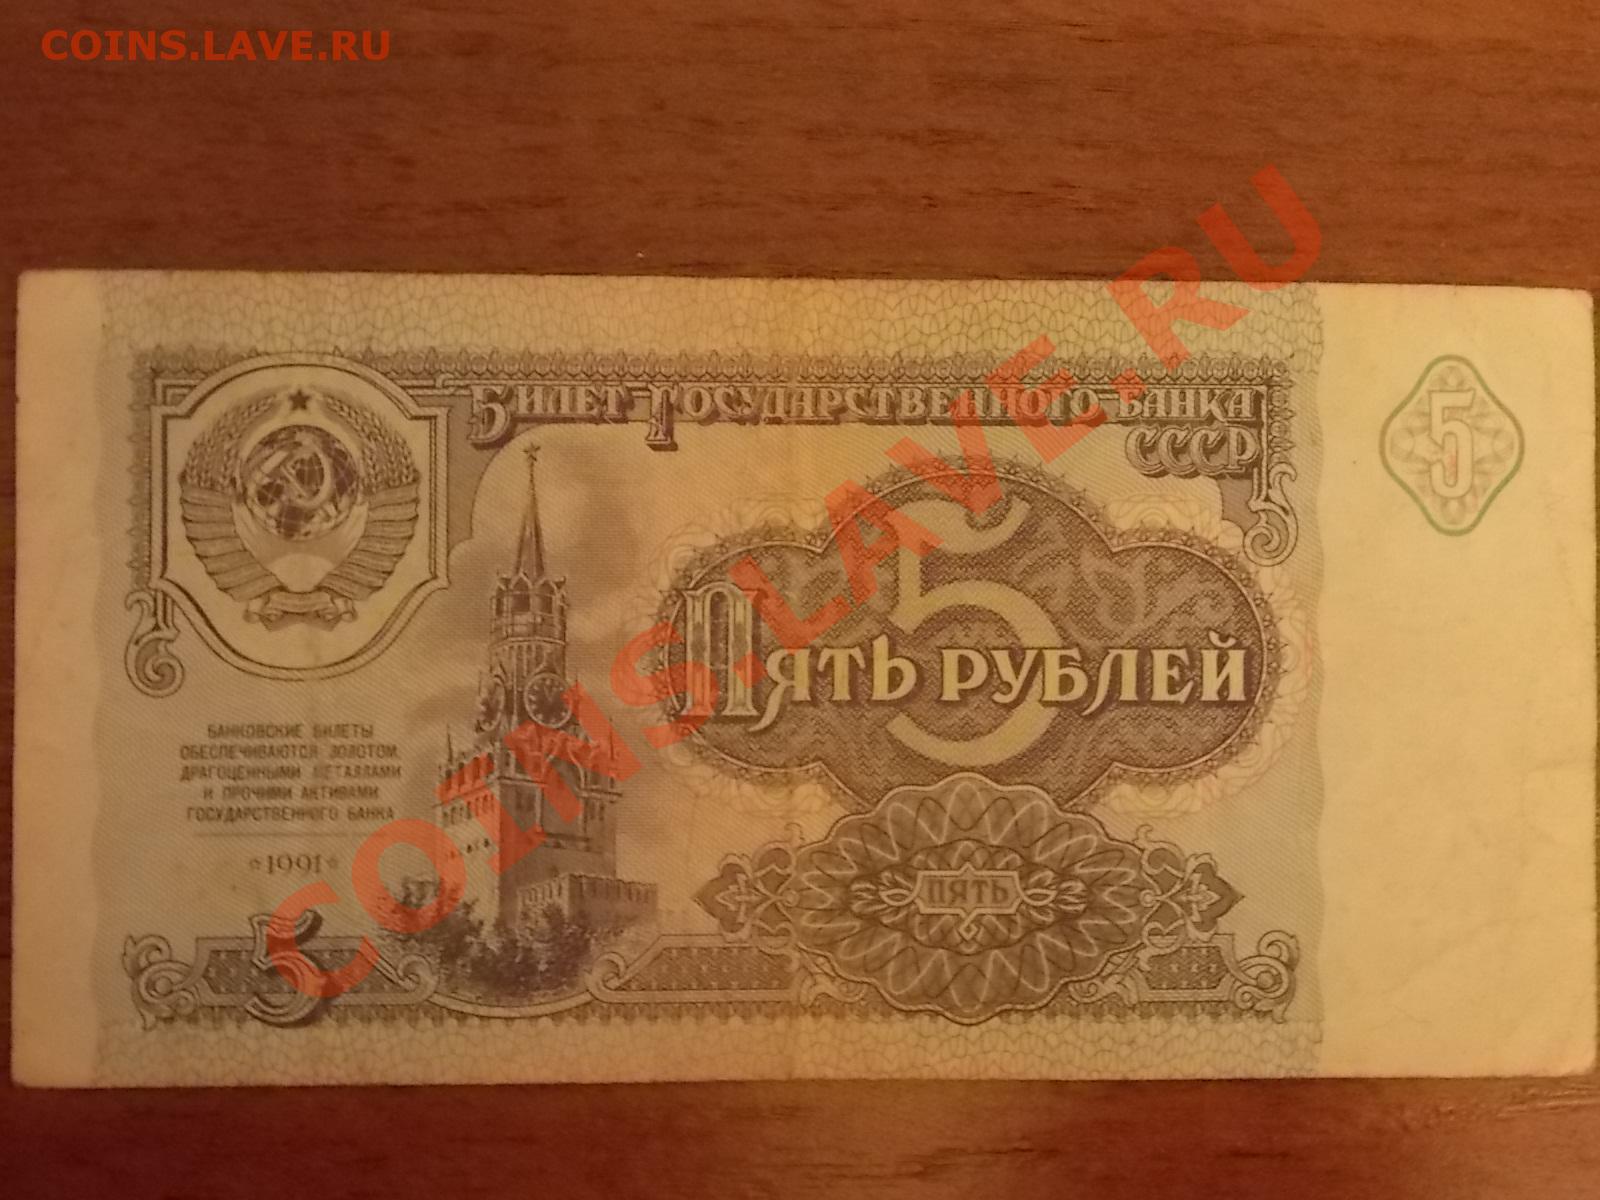 COINS.LAVE.RU
Билет Государственного банка
СССР
5
5
Пять рублей
БАНКОВСКИЕ БИЛЕТЫ
ОБЕСПЕЧИВАЮТСЯ ЗОЛОТОМ,
ДРАГОЦЕННЫМИ МЕТАЛЛАМИ
И ПРОЧИМИ АКТИВАМИ
ГОСУДАРСТВЕННОГО БАНКА
*1991*
ПЯТЬ
5
COINS.LAVE.RU